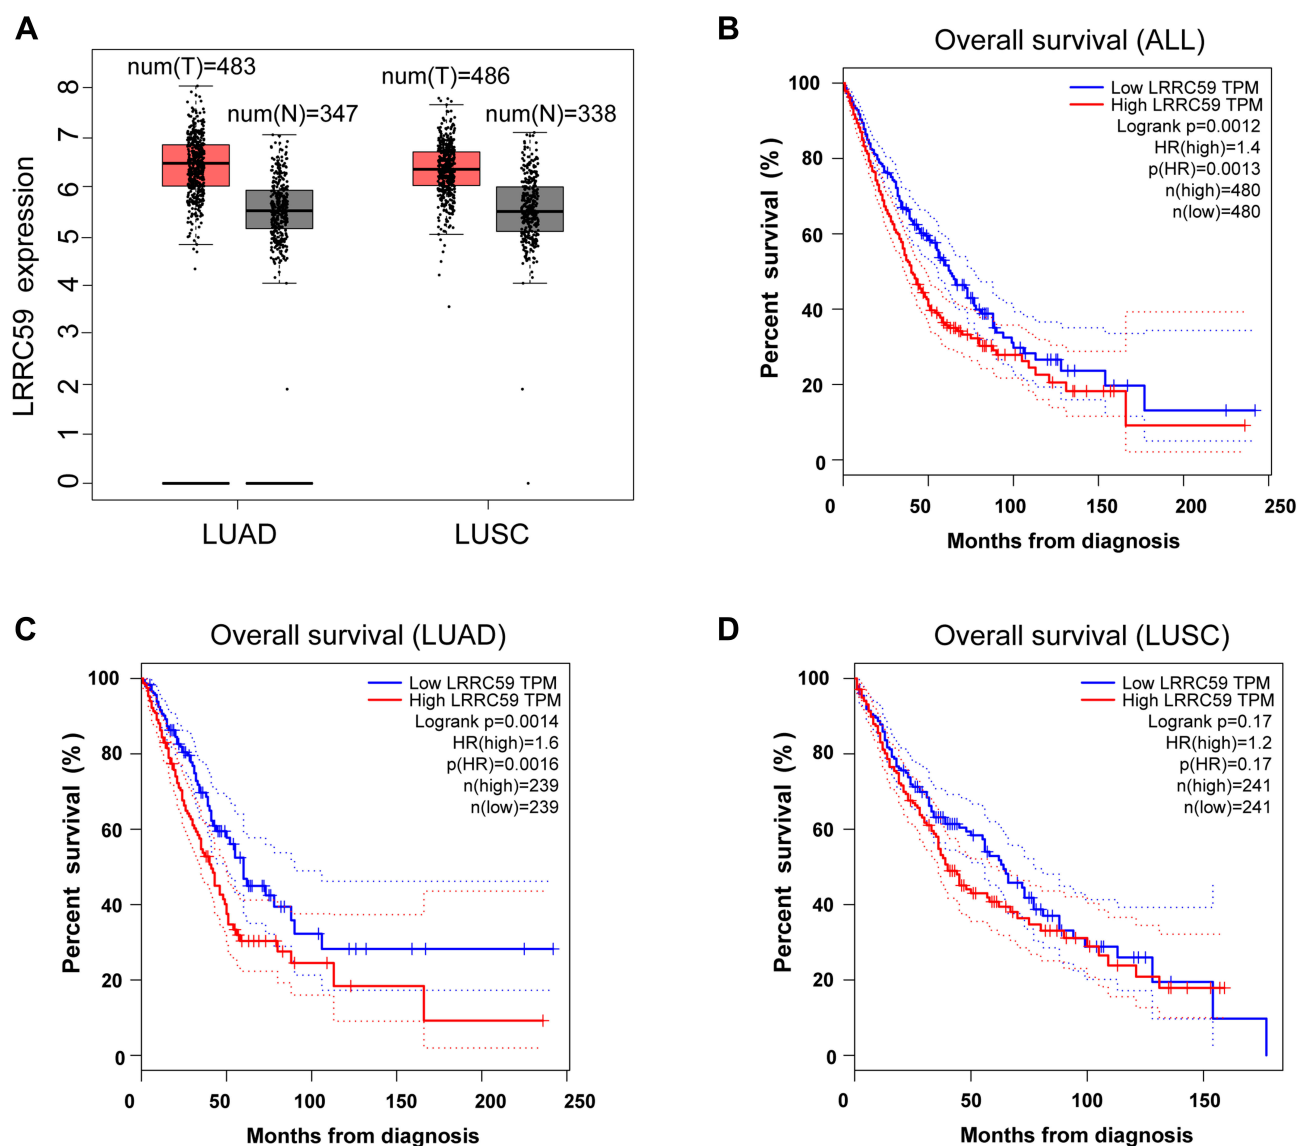 A
num(T)=483
num(N)=347
num(T)=486
num(N)=338
LRRC59 expression
8
7
6
5
4
3
2
1
0
LUAD
LUSC
B
Overall survival (ALL)
Low LRRC59 TPM
High LRRC59 TPM
Logrank p=0.0012
HR(high)=1.4
p(HR)=0.0013
n(high)=480
n(low)=480
Percent survival (%)
100
80
60
40
20
0
0 50 100 150 200 250
Months from diagnosis
C
Overall survival (LUAD)
Low LRRC59 TPM
High LRRC59 TPM
Logrank p=0.0014
HR(high)=1.6
p(HR)=0.0016
n(high)=239
n(low)=239
Percent survival (%)
100
80
60
40
20
0
0 50 100 150 200 250
Months from diagnosis
D
Overall survival (LUSC)
Low LRRC59 TPM
High LRRC59 TPM
Logrank p=0.17
HR(high)=1.2
p(HR)=0.17
n(high)=241
n(low)=241
Percent survival (%)
100
80
60
40
20
0
0 50 100 150
Months from diagnosis